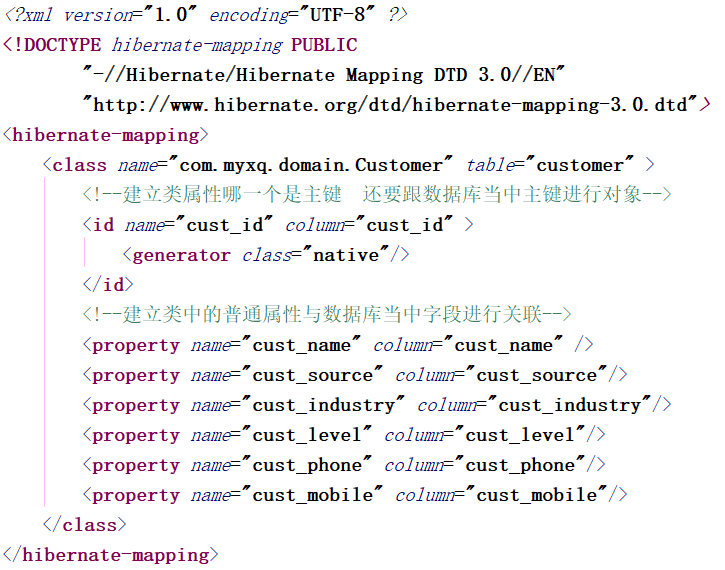 <?xml version="1.0" encoding="UTF-8" ?>
<!DOCTYPE hibernate-mapping PUBLIC
"-//Hibernate/Hibernate Mapping DTD 3.0//EN"
"http://www.hibernate.org/dtd/hibernate-mapping-3.0.dtd">
<hibernate-mapping>
<class name="com.myxq.domain.Customer" table="customer" >
<!--建立类属性哪一个是主键  还要跟数据库当中主键进行对象-->
<id name="cust_id" column="cust_id" >
<generator class="native"/>
</id>
<!--建立类中的普通属性与数据库当中字段进行关联-->
<property name="cust_name" column="cust_name" />
<property name="cust_source" column="cust_source"/>
<property name="cust_industry" column="cust_industry"/>
<property name="cust_level" column="cust_level"/>
<property name="cust_phone" column="cust_phone"/>
<property name="cust_mobile" column="cust_mobile"/>
</class>
</hibernate-mapping>